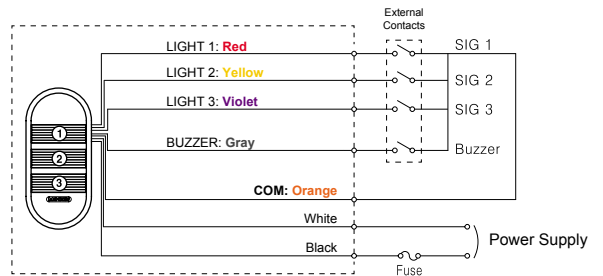 External
Contacts
LIGHT 1: Red
SIG 1
LIGHT 2: Yellow
SIG 2
LIGHT 3: Violet
SIG 3
BUZZER: Gray
Buzzer
1
2
3
COM: Orange
White
Black
Power Supply
Fuse